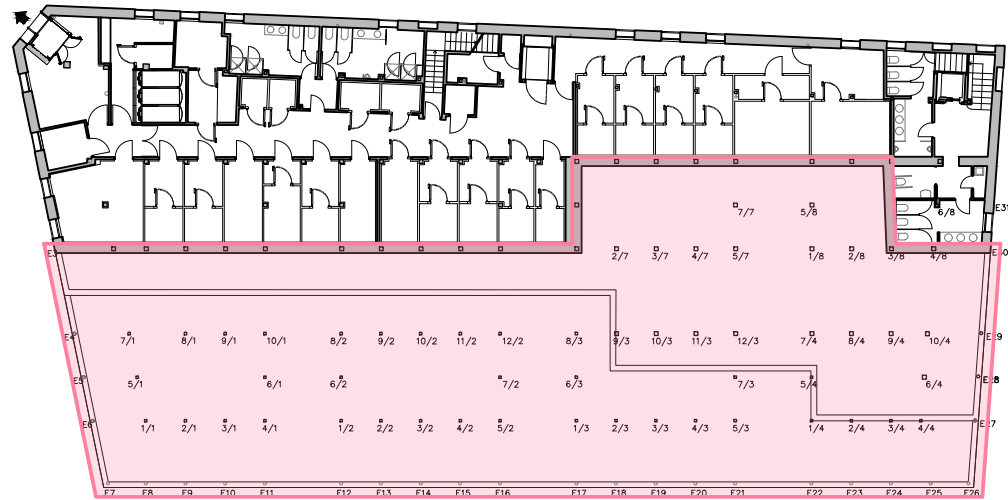 7/7 5/8 6/8 E31
E3 2/7 3/7 4/7 5/7 1/8 2/8 3/8 4/8 E30
E4 7/1 8/1 9/1 10/1 8/2 9/2 10/2 11/2 12/2 8/3 9/3 10/3 11/3 12/3 7/4 8/4 9/4 10/4 E29
E5 5/1 6/1 6/2 7/2 6/3 7/3 5/4 6/4 E28
E6 1/1 2/1 3/1 4/1 1/2 2/2 3/2 4/2 5/2 1/3 2/3 3/3 4/3 5/3 1/4 2/4 3/4 4/4 E27
E7 E8 E9 E10 E11 E12 E13 E14 E15 E16 E17 E18 E19 E20 E21 E22 E23 E24 E25 E26